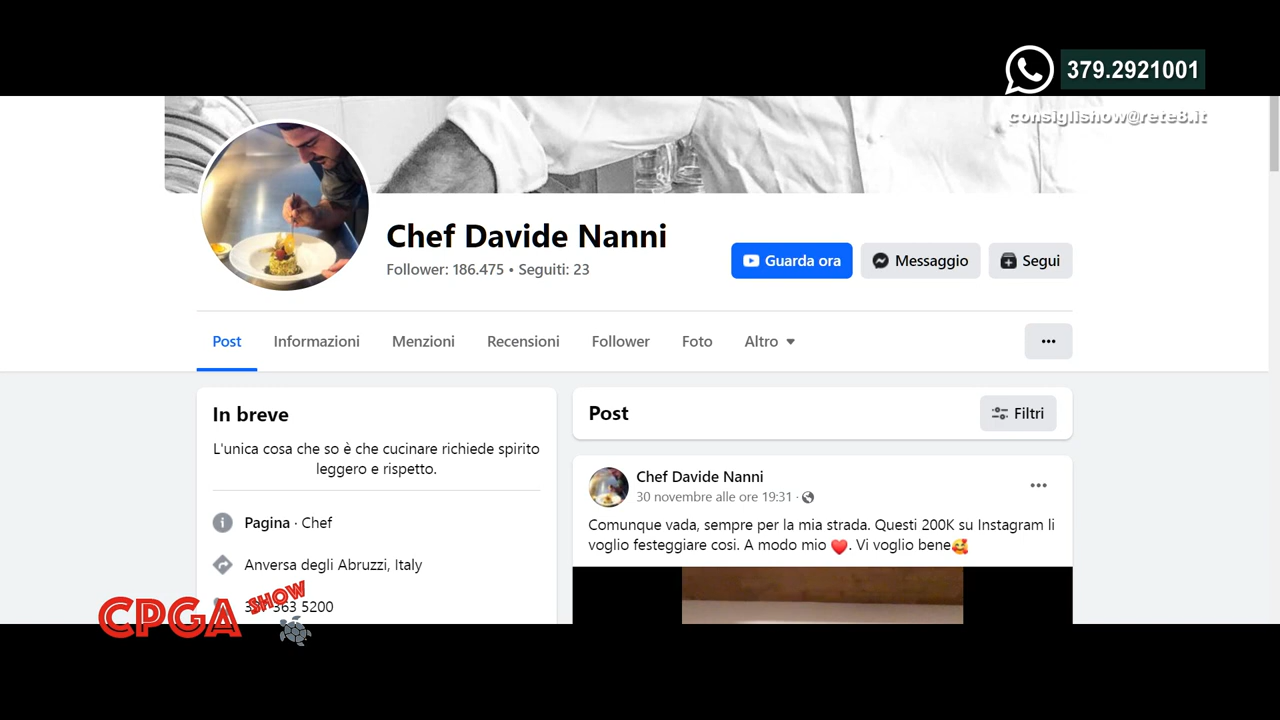 379.2921001
consiglishow@rete8.it
Chef Davide Nanni
Follower: 186.475 • Seguiti: 23
Guarda ora
Messaggio
Segui
Post
Informazioni
Menzioni
Recensioni
Follower
Foto
Altro
In breve
L'unica cosa che so è che cucinare richiede spirito
leggero e rispetto.
Pagina · Chef
Anversa degli Abruzzi, Italy
363 5200
Post
Filtri
Chef Davide Nanni
30 novembre alle ore 19:31 ·
Comunque vada, sempre per la mia strada. Questi 200K su Instagram li
voglio festeggiare cosi. A modo mio ❤️. Vi voglio bene🥰
CPGA SHOW